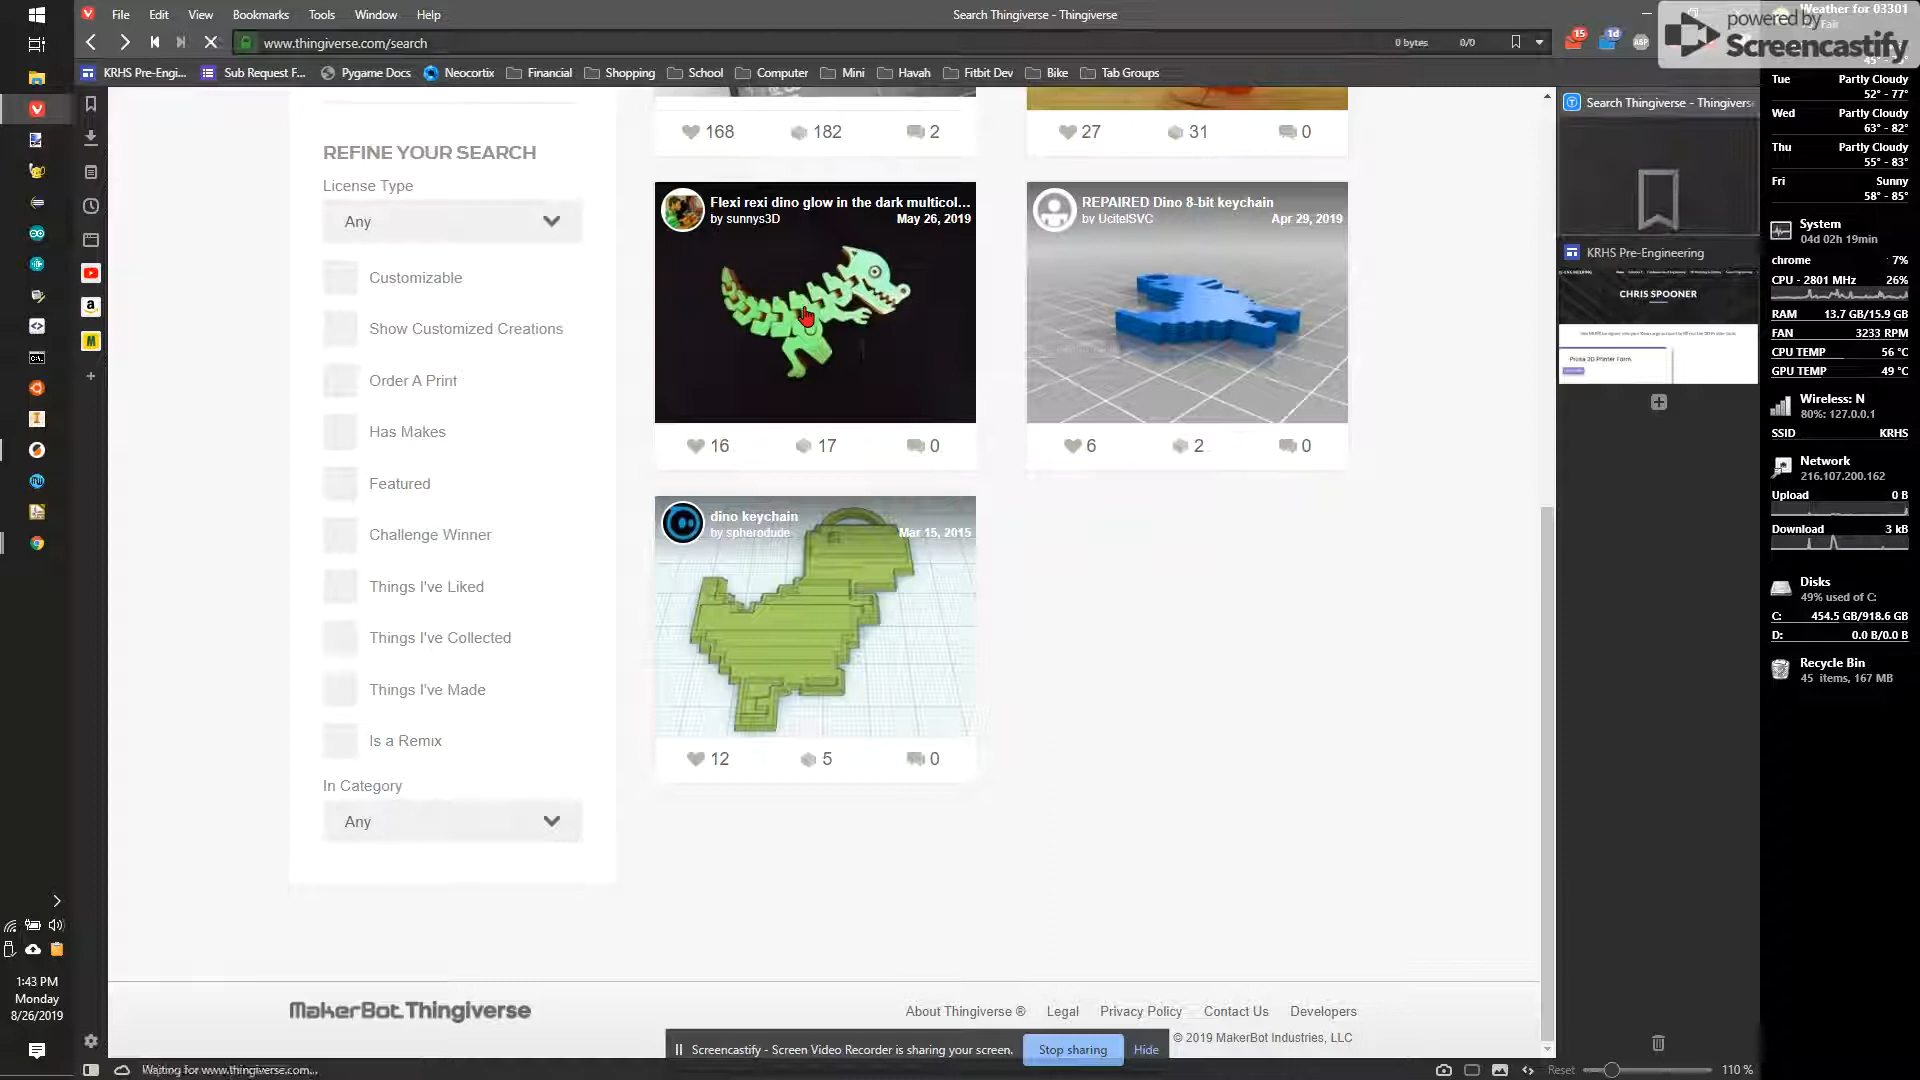 File Edit View Bookmarks Tools Window Help
Search Thingiverse - Thingiverse
www.thingiverse.com/search
0 bytes 0/0
15 1d ABP
KRHS Pre-Engi... Sub Request F... Pygame Docs Neocortix Financial Shopping School Computer Mini Havah Fitbit Dev Bike Tab Groups
powered by
Screencastify
168 182 2
27 31 0
REFINE YOUR SEARCH
License Type
Any
Customizable
Show Customized Creations
Order A Print
Has Makes
Featured
Challenge Winner
Things I've Liked
Things I've Collected
Things I've Made
Is a Remix
In Category
Any
Flexi rexi dino glow in the dark multicol...
by sunnys3D May 26, 2019
16 17 0
REPAIRED Dino 8-bit keychain
by UcitelSVC Apr 29, 2019
6 2 0
dino keychain
by spherodude Mar 15, 2015
12 5 0
MakerBot Thingiverse
About Thingiverse ® Legal Privacy Policy Contact Us Developers
© 2019 MakerBot Industries, LLC
Screencastify - Screen Video Recorder is sharing your screen. Stop sharing Hide
Waiting for www.thingiverse.com...
Reset 110 %
1:43 PM
Monday
8/26/2019
Search Thingiverse - Thingivers
KRHS Pre-Engineering
CHRIS SPOONER
Prusa 3D Printer Form
Weather for 03301
Fair
Tue Partly Cloudy
52° - 77°
Wed Partly Cloudy
63° - 82°
Thu Partly Cloudy
55° - 83°
Fri Sunny
58° - 85°
System
04d 02h 19min
chrome 7%
CPU - 2801 MHz 26%
RAM 13.7 GB/15.9 GB
FAN 3233 RPM
CPU TEMP 56 °C
GPU TEMP 49 °C
Wireless: N
80%: 127.0.0.1
SSID KRHS
Network
216.107.200.162
Upload 0 B
Download 3 kB
Disks
49% used of C:
C: 454.5 GB/918.6 GB
D: 0.0 B/0.0 B
Recycle Bin
45 items, 167 MB